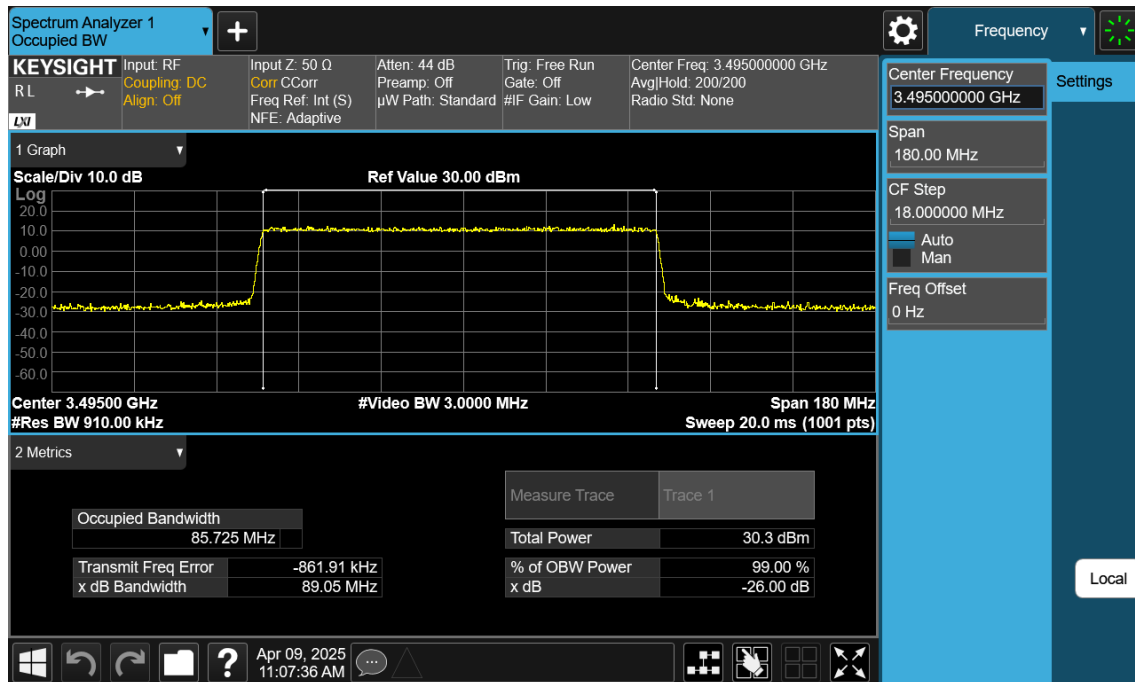 Spectrum Analyzer 1
Occupied BW
Frequency
KEYSIGHT
R L
LXI
Input: RF
Coupling: DC
Align: Off
Input Z: 50 Ω
Corr CCorr
Freq Ref: Int (S)
NFE: Adaptive
Atten: 44 dB
Preamp: Off
µW Path: Standard
Trig: Free Run
Gate: Off
#IF Gain: Low
Center Freq: 3.495000000 GHz
Avg|Hold: 200/200
Radio Std: None
Center Frequency
3.495000000 GHz
Settings
Span
180.00 MHz
CF Step
18.000000 MHz
Auto
Man
Freq Offset
0 Hz
Local
1 Graph
Scale/Div 10.0 dB
Ref Value 30.00 dBm
Log
20.0
10.0
0.00
-10.0
-20.0
-30.0
-40.0
-50.0
-60.0
Center 3.49500 GHz
#Video BW 3.0000 MHz
Span 180 MHz
#Res BW 910.00 kHz
Sweep 20.0 ms (1001 pts)
2 Metrics
Measure Trace
Trace 1
Occupied Bandwidth
85.725 MHz
Total Power
30.3 dBm
Transmit Freq Error
-861.91 kHz
% of OBW Power
99.00 %
x dB Bandwidth
89.05 MHz
x dB
-26.00 dB
?
Apr 09, 2025
11:07:36 AM